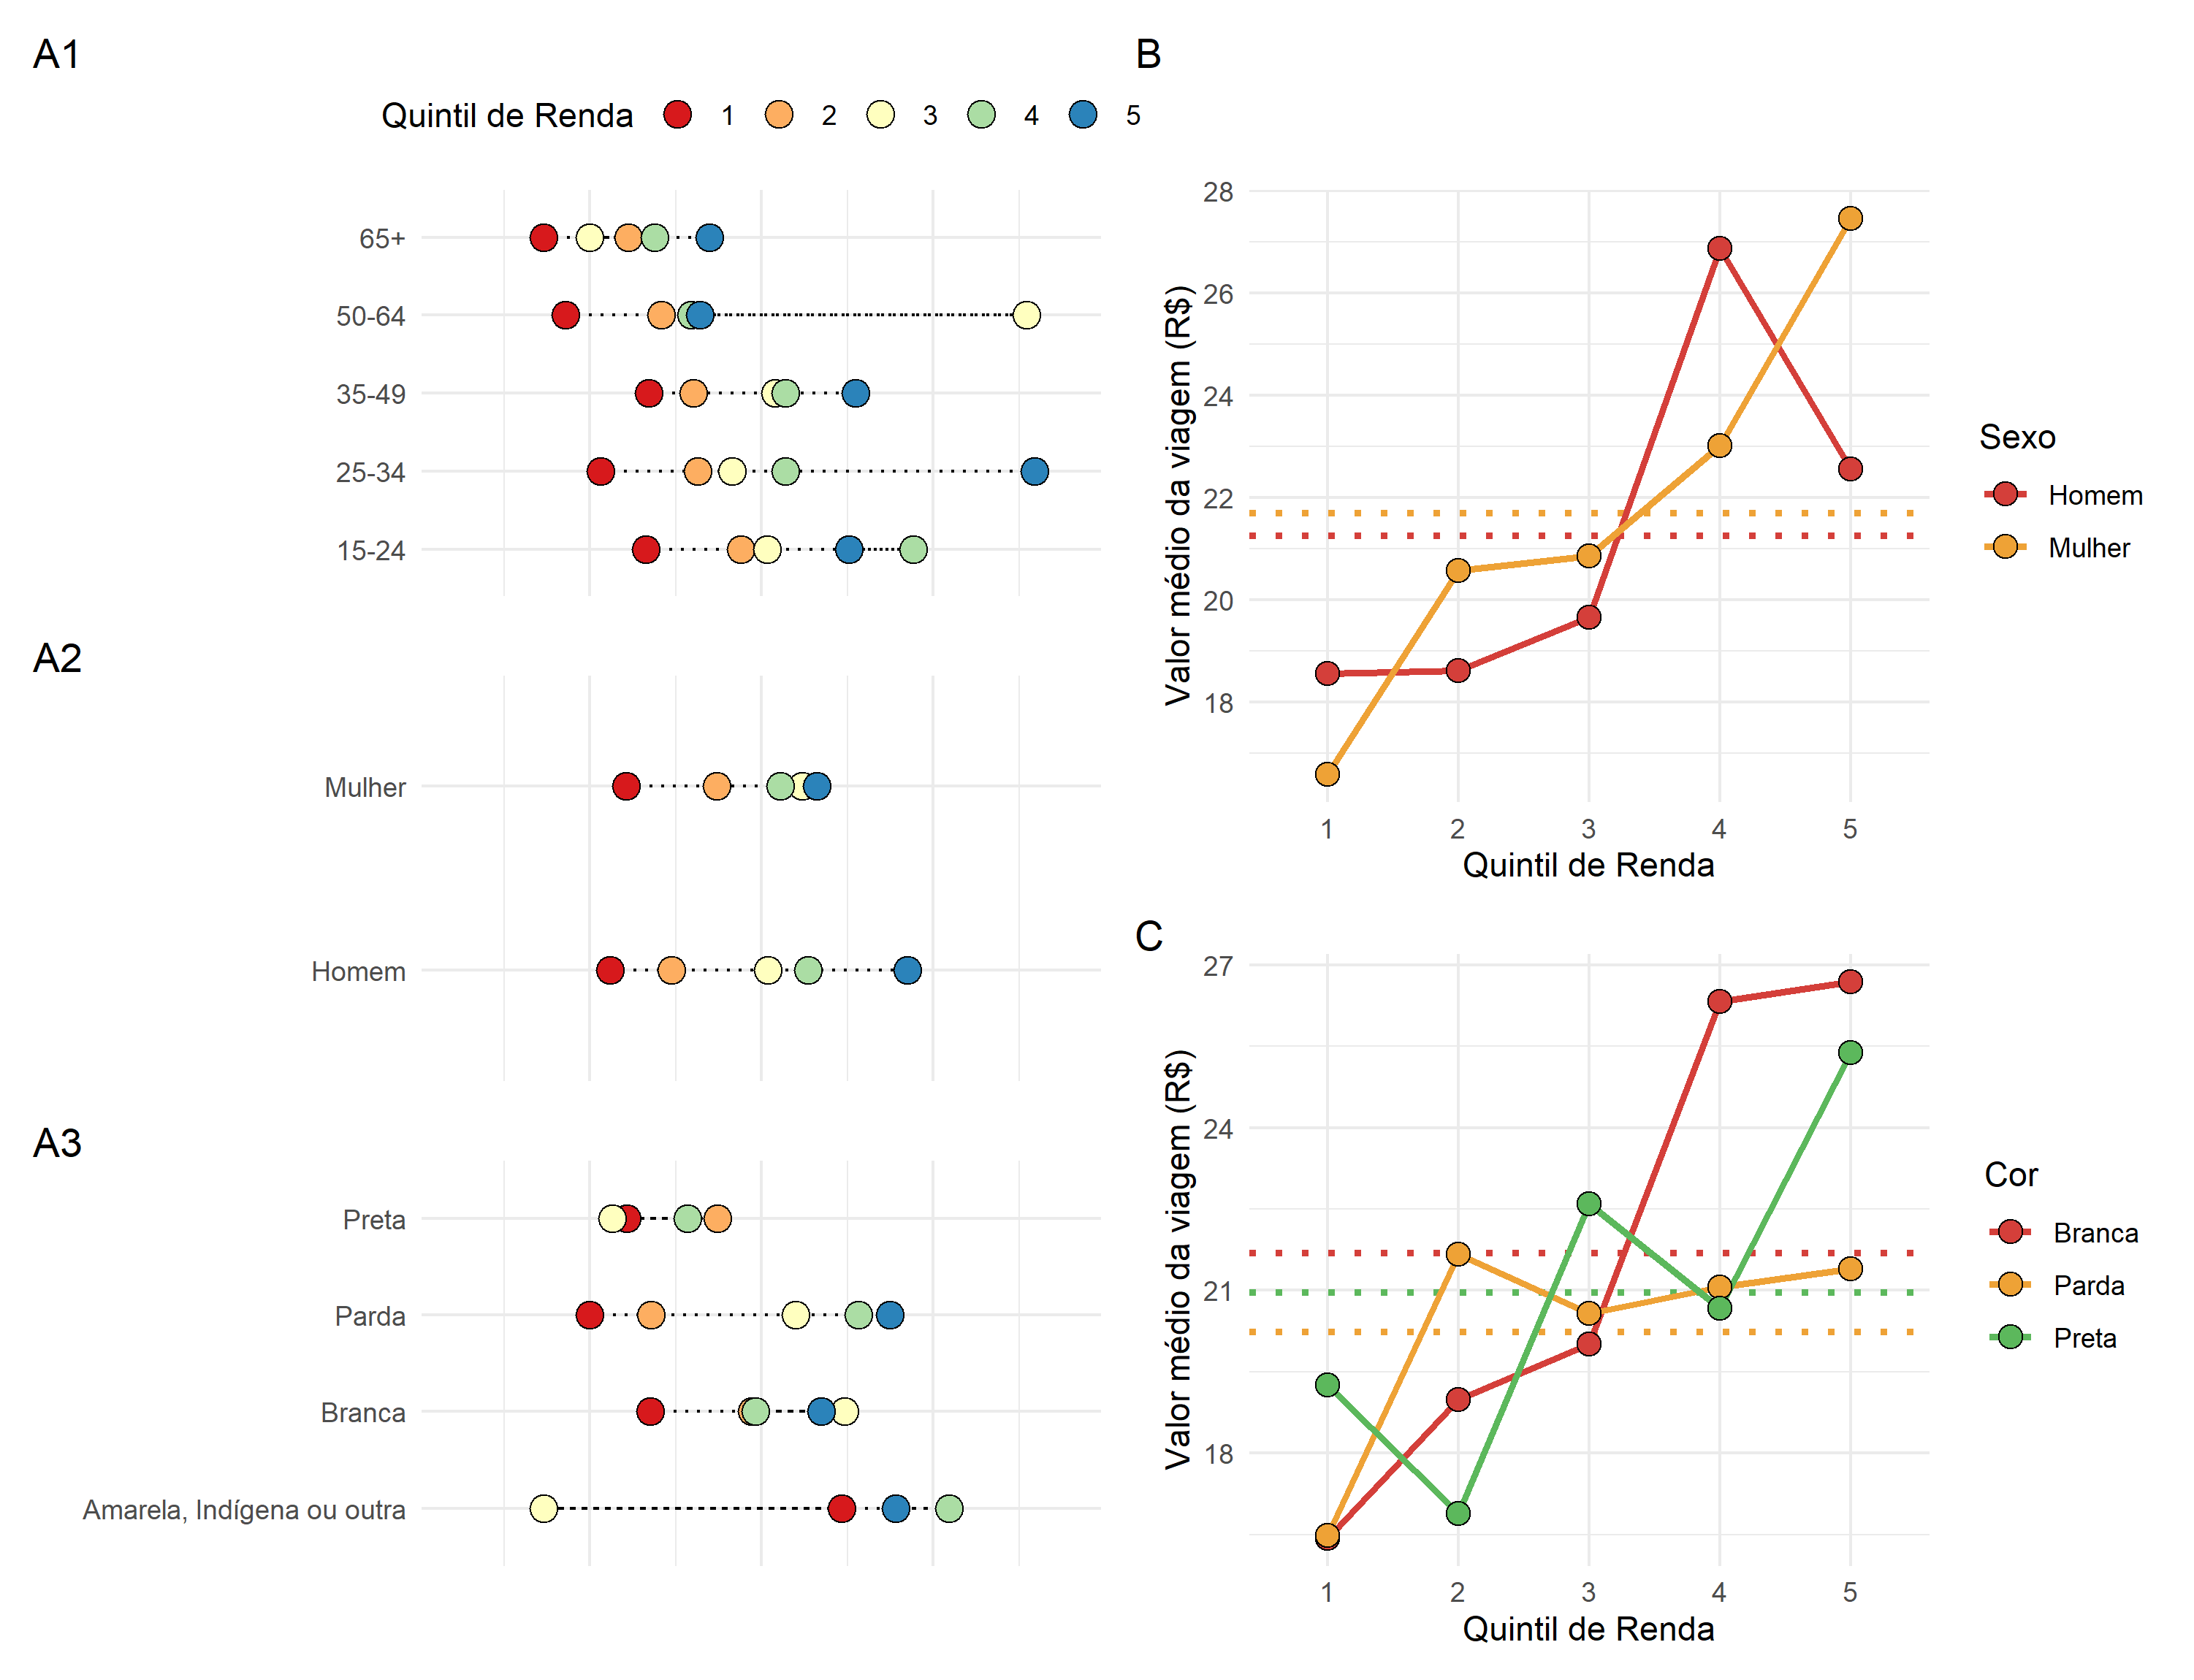 A1
Quintil de Renda 1 2 3 4 5
65+
50-64
35-49
25-34
15-24
A2
Mulher
Homem
A3
Preta
Parda
Branca
Amarela, Indígena ou outra
B
Valor médio da viagem (R$)
28
26
24
22
20
18
1 2 3 4 5
Quintil de Renda
Sexo
Homem
Mulher
C
Valor médio da viagem (R$)
27
24
21
18
1 2 3 4 5
Quintil de Renda
Cor
Branca
Parda
Preta